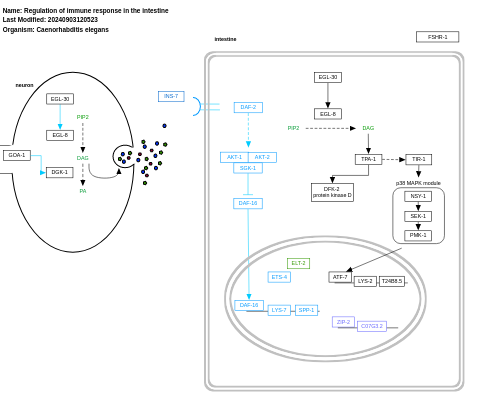 Name: Regulation of immune response in the intestine
Last Modified: 20240903120523
Organism: Caenorhabditis elegans
FSHR-1
intestine
neuron
EGL-30
INS-7
EGL-30
DAF-2
EGL-8
PIP2
EGL-8
PIP2
DAG
GOA-1
DAG
AKT-1
AKT-2
TPA-1
TIR-1
DGK-1
SGK-1
PA
DFK-2
protein kinase D
p38 MAPK module
NSY-1
DAF-16
SEK-1
PMK-1
ELT-2
ETS-4
ATF-7
LYS-2
T24B8.5
DAF-16
LYS-7
SPP-1
ZIP-2
C07G3.2